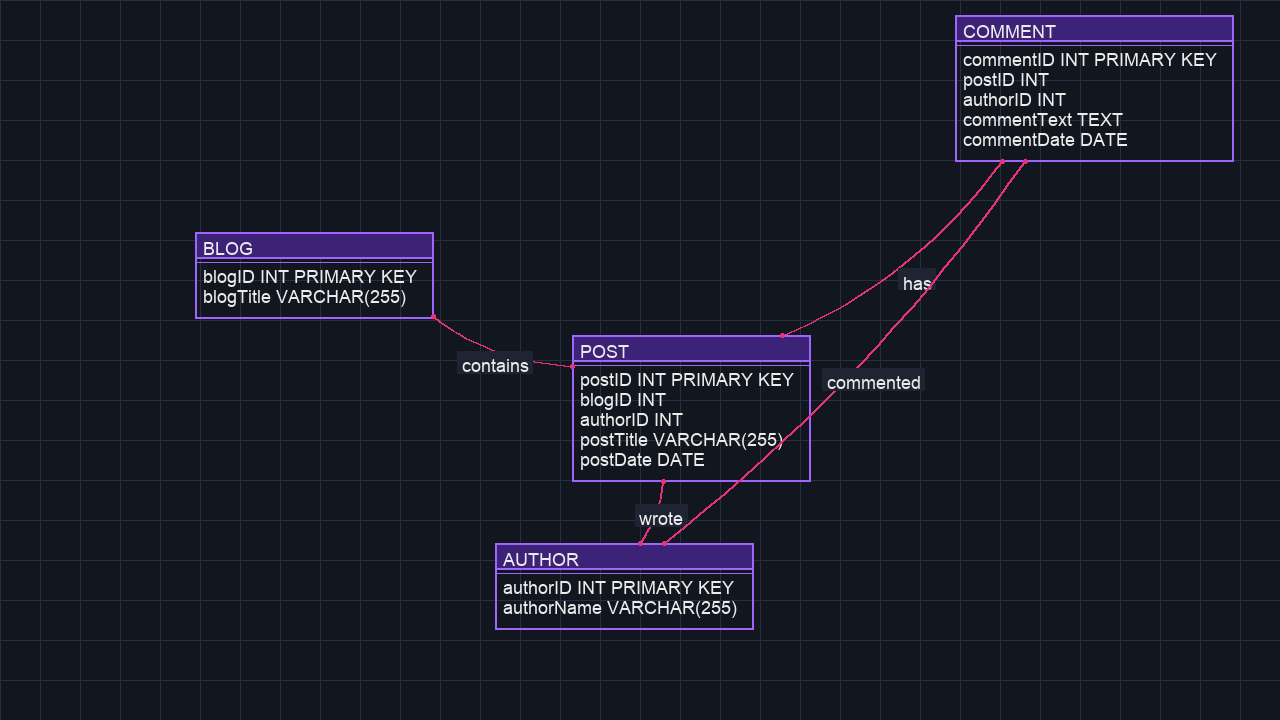 COMMENT
commentID INT PRIMARY KEY
postID INT
authorID INT
commentText TEXT
commentDate DATE
BLOG
blogID INT PRIMARY KEY
blogTitle VARCHAR(255)
has
contains
POST
postID INT PRIMARY KEY
blogID INT
authorID INT
postTitle VARCHAR(255)
postDate DATE
commented
wrote
AUTHOR
authorID INT PRIMARY KEY
authorName VARCHAR(255)